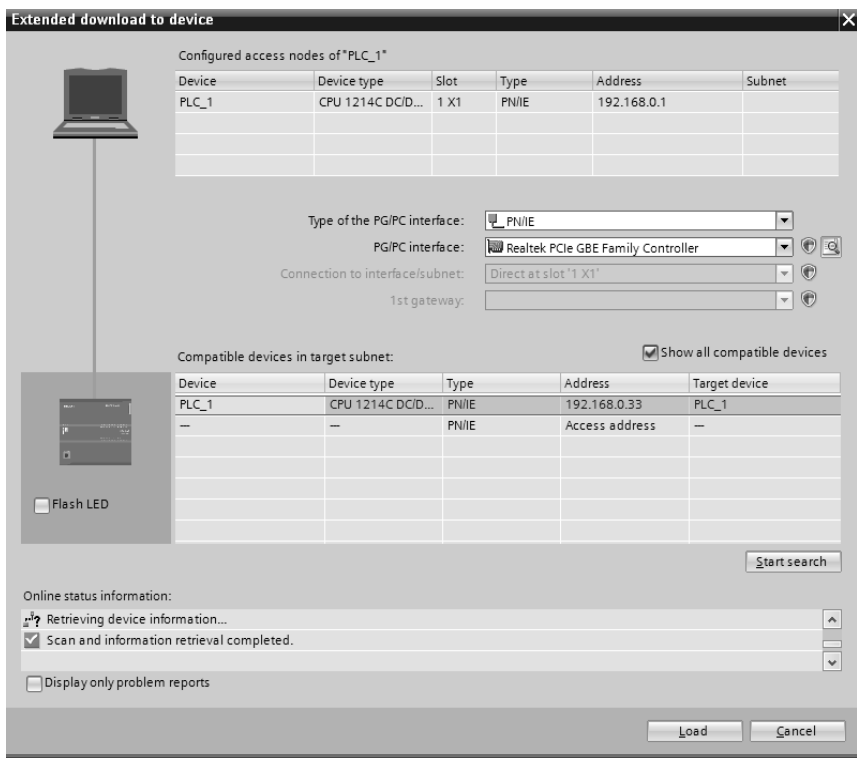 Extended download to device
Configured access nodes of "PLC_1"
Device Device type Slot Type Address Subnet
PLC_1 CPU 1214C DC/D... 1 X1 PN/IE 192.168.0.1
Type of the PG/PC interface: PN/IE
PG/PC interface: Realtek PCIe GBE Family Controller
Connection to interface/subnet: Direct at slot '1 X1'
1st gateway:
Compatible devices in target subnet: Show all compatible devices
Device Device type Type Address Target device
PLC_1 CPU 1214C DC/D... PN/IE 192.168.0.33 PLC_1
— — PN/IE Access address —
Flash LED
Start search
Online status information:
Retrieving device information...
Scan and information retrieval completed.
Display only problem reports
Load Cancel